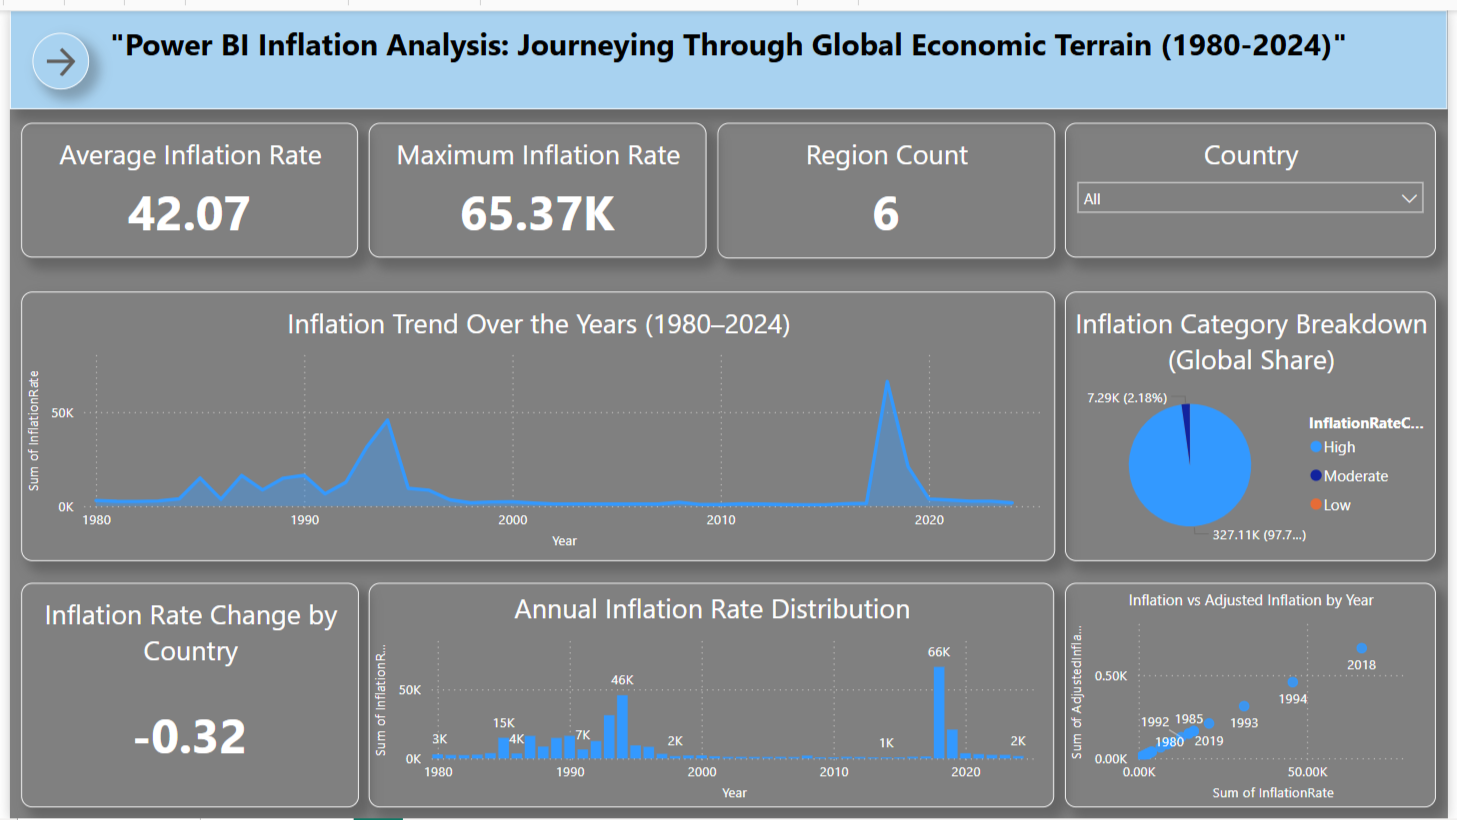 "Power BI Inflation Analysis: Journeying Through Global Economic Terrain (1980-2024)"
Average Inflation Rate
42.07
Maximum Inflation Rate
65.37K
Region Count
6
Country
All
Inflation Trend Over the Years (1980–2024)
Sum of InflationRate
50K
0K
1980
1990
2000
2010
2020
Year
Inflation Category Breakdown
(Global Share)
7.29K (2.18%)
327.11K (97.7...)
InflationRateC...
High
Moderate
Low
Inflation Rate Change by
Country
-0.32
Annual Inflation Rate Distribution
Sum of InflationR...
50K
0K
3K
15K
4K
7K
46K
2K
1K
66K
2K
1980
1990
2000
2010
2020
Year
Inflation vs Adjusted Inflation by Year
Sum of AdjustedInfla...
0.50K
0.00K
2018
1994
1993
1992
1985
1980
2019
0.00K
50.00K
Sum of InflationRate